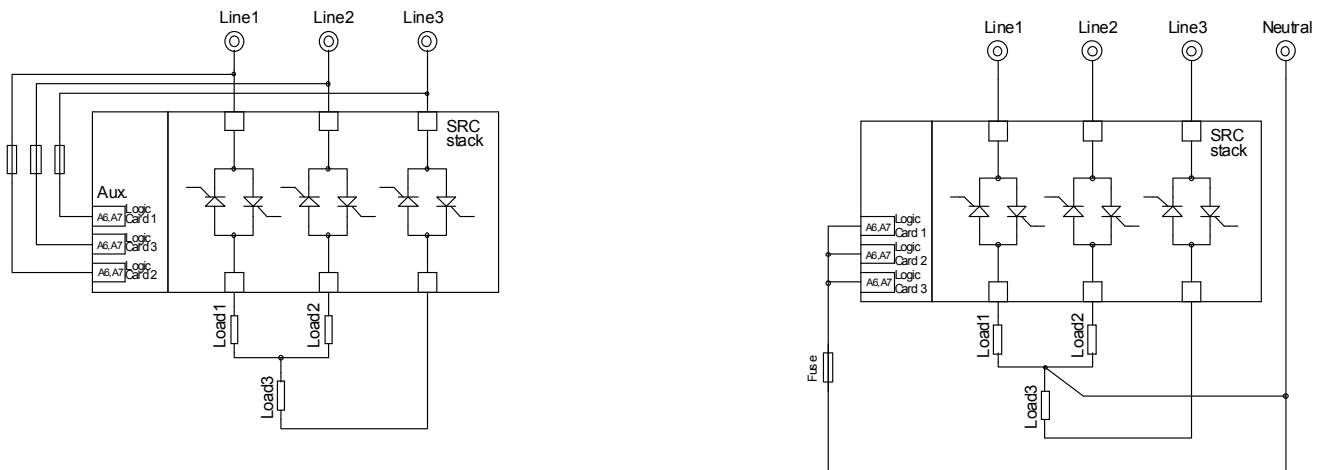 Line1
Line2
Line3
SRC
stack
Aux.
A6,A7
Logic
Card 1
A6,A7
Logic
Card 3
A6,A7
Logic
Card 2
Load1
Load2
Load3
Line1
Line2
Line3
Neutral
SRC
stack
A6,A7
Logic
Card 1
A6,A7
Logic
Card 2
A6,A7
Logic
Card 3
Load1
Load2
Fuse
Load3